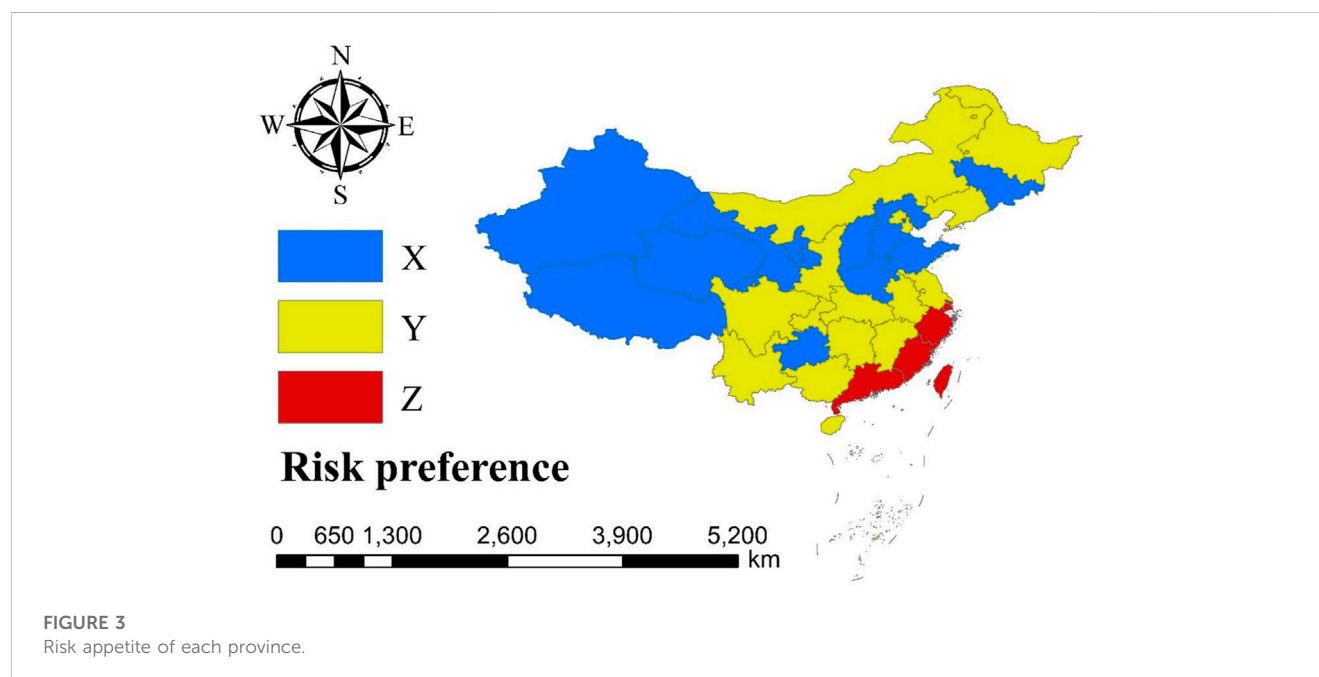 N
W E
S
X
Y
Z
Risk preference
0 650 1,300 2,600 3,900 5,200
km
FIGURE 3
Risk appetite of each province.